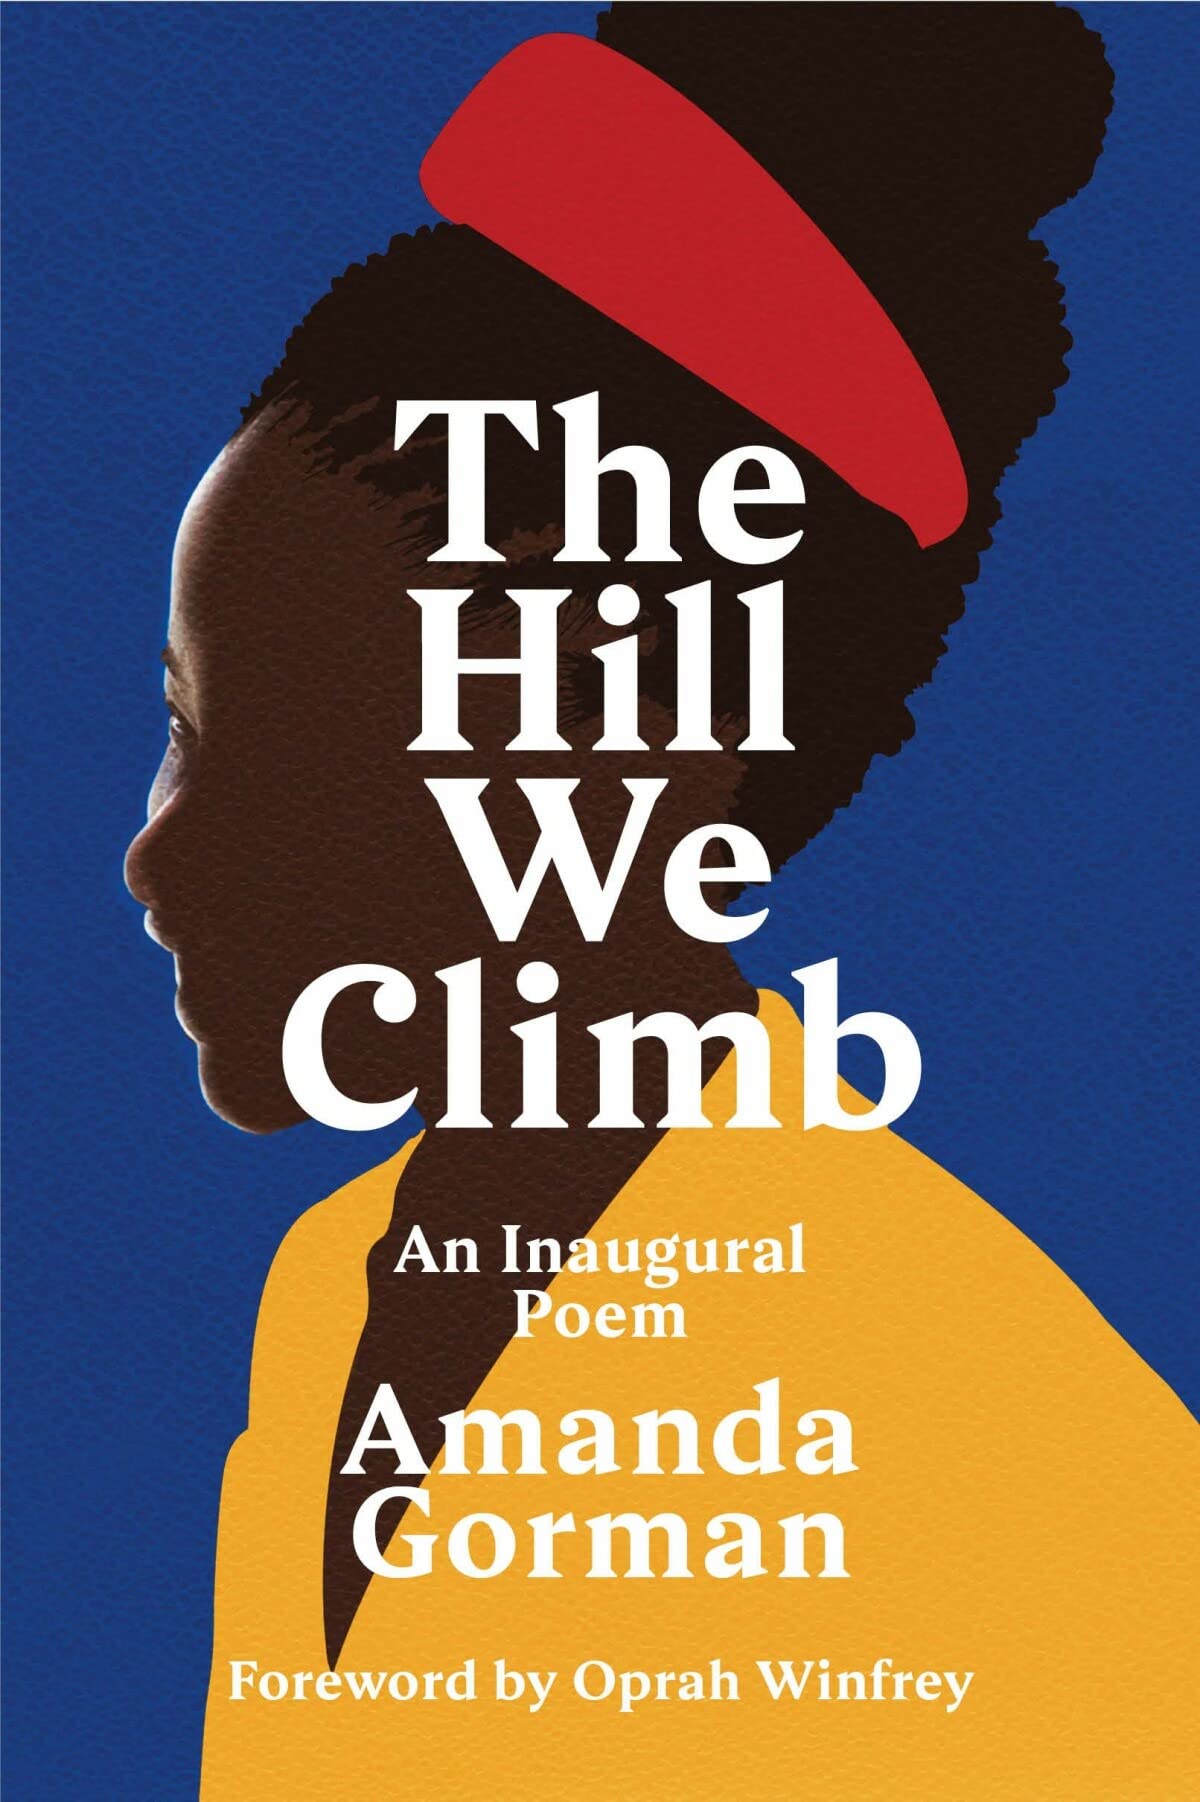 The
Hill
We
Climb
An Inaugural
Poem
Amanda
Gorman
Foreword by Oprah Winfrey